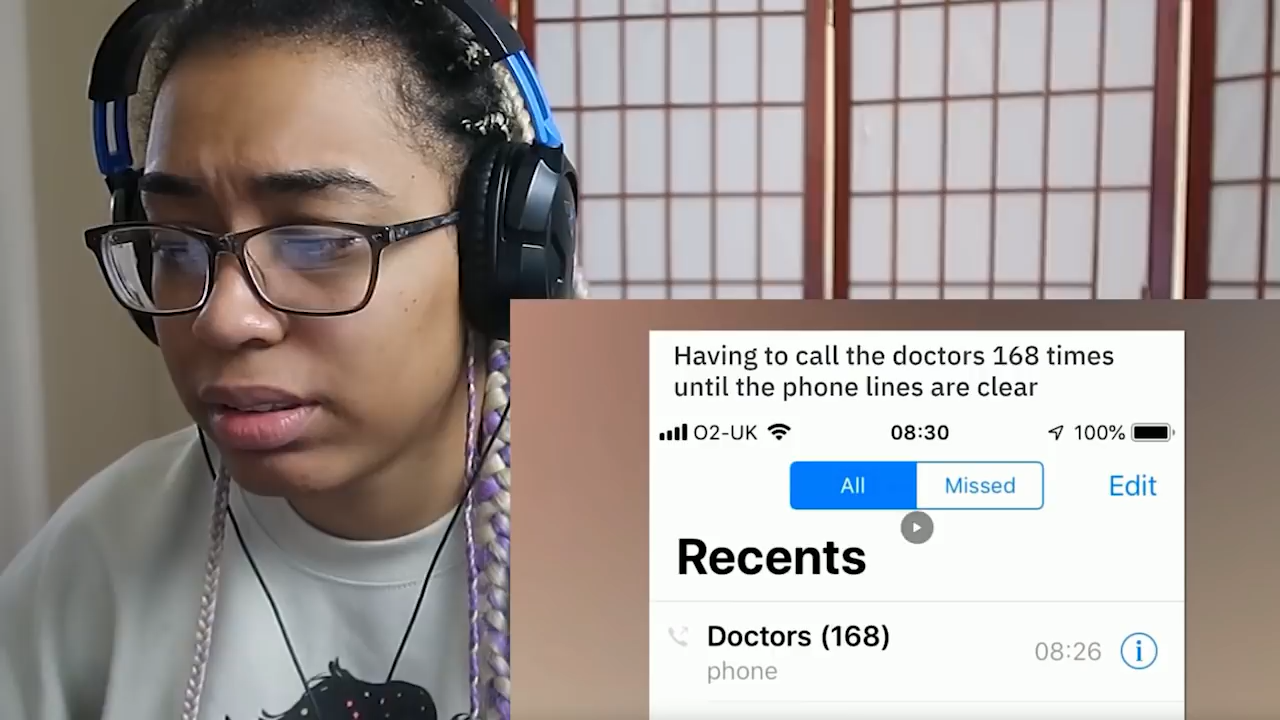 Having to call the doctors 168 times
until the phone lines are clear
O2-UK 08:30 100%
All Missed Edit
Recents
Doctors (168)
08:26
phone